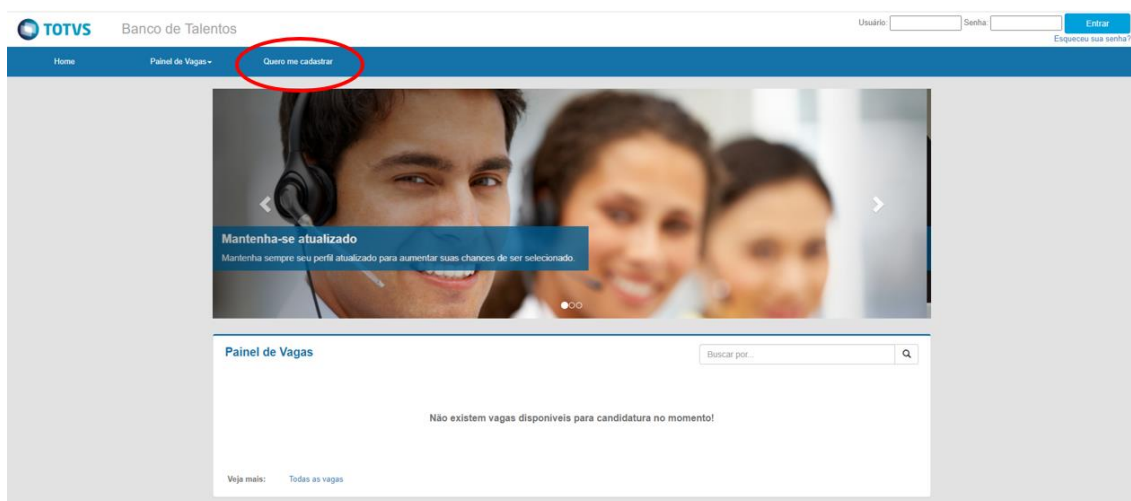 TOTVS Banco de Talentos Usuário: Senha: Entrar
Esqueceu sua senha?
Home Painel de Vagas Quero me cadastrar
Mantenha-se atualizado
Mantenha sempre seu perfil atualizado para aumentar suas chances de ser selecionado.
Painel de Vagas Buscar por...
Não existem vagas disponíveis para candidatura no momento!
Veja mais: Todas as vagas